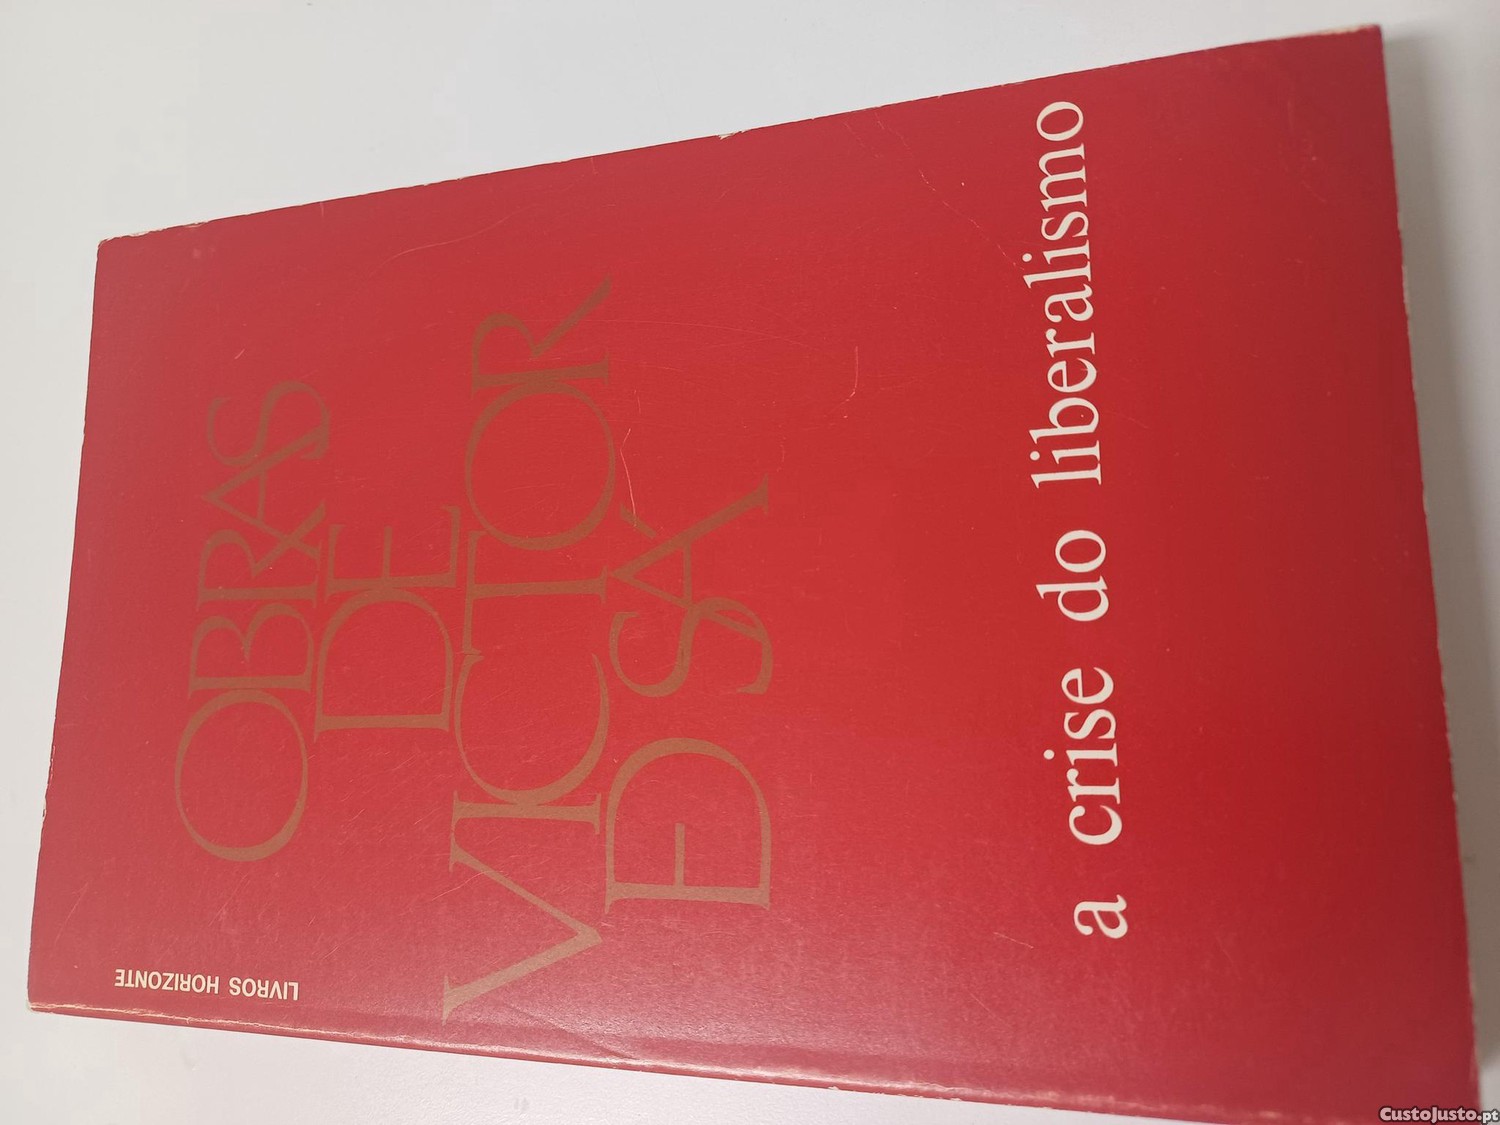 OBRAS
DE
VICTOR
DE SÁ
a crise do liberalismo
LIVROS HORIZONTE
CustoJusto.pt